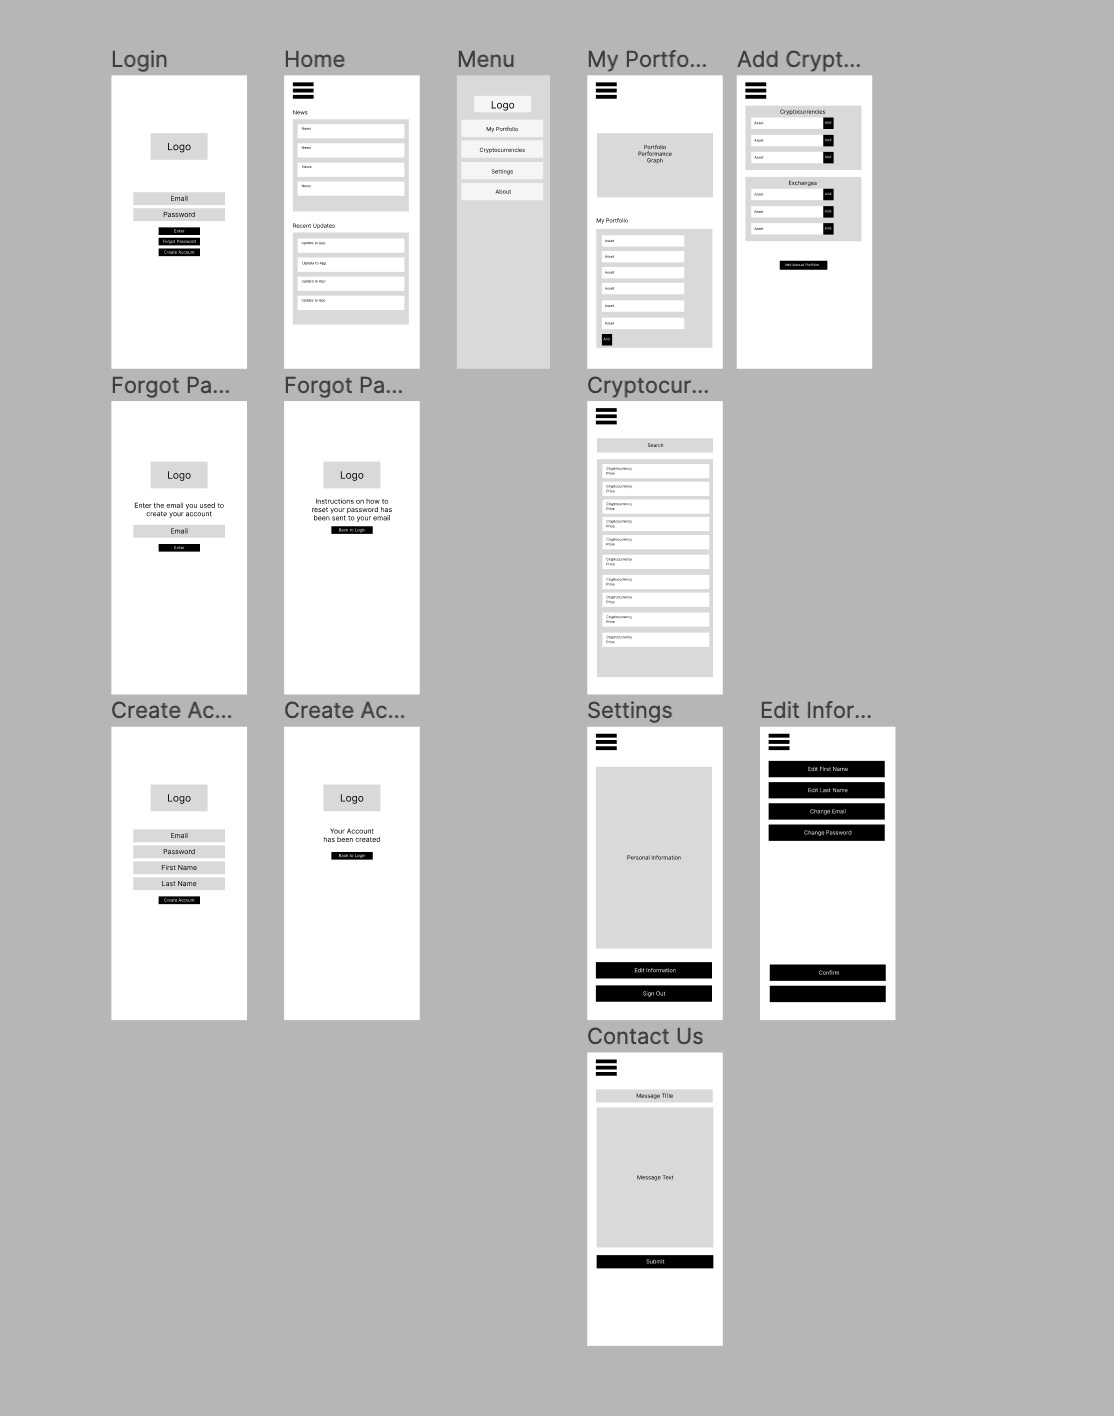 Login
Logo
Email
Password
Enter
Forgot Password
Create Account
Home
News
News
News
News
News
Recent Updates
Update to App
Update to App
Update to App
Update to App
Menu
Logo
My Portfolio
Cryptocurrencies
Settings
About
My Portfo...
Portfolio
Performance
Graph
My Portfolio
Asset
Asset
Asset
Asset
Asset
Asset
Add
Add Crypt...
Cryptocurrencies
Asset
Add
Asset
Add
Asset
Add
Exchanges
Asset
Add
Asset
Add
Asset
Add
Add Manual Portfolio
Forgot Pa...
Logo
Enter the email you used to
create your account
Email
Enter
Forgot Pa...
Logo
Instructions on how to
reset your password has
been sent to your email
Back to Login
Cryptocur...
Search
Cryptocurrency
Price
Cryptocurrency
Price
Cryptocurrency
Price
Cryptocurrency
Price
Cryptocurrency
Price
Cryptocurrency
Price
Cryptocurrency
Price
Cryptocurrency
Price
Cryptocurrency
Price
Cryptocurrency
Price
Create Ac...
Logo
Email
Password
First Name
Last Name
Create Account
Create Ac...
Logo
Your Account
has been created
Back to Login
Settings
Personal Information
Edit Information
Sign Out
Edit Infor...
Edit First Name
Edit Last Name
Change Email
Change Password
Confirm
Contact Us
Message Title
Message Text
Submit